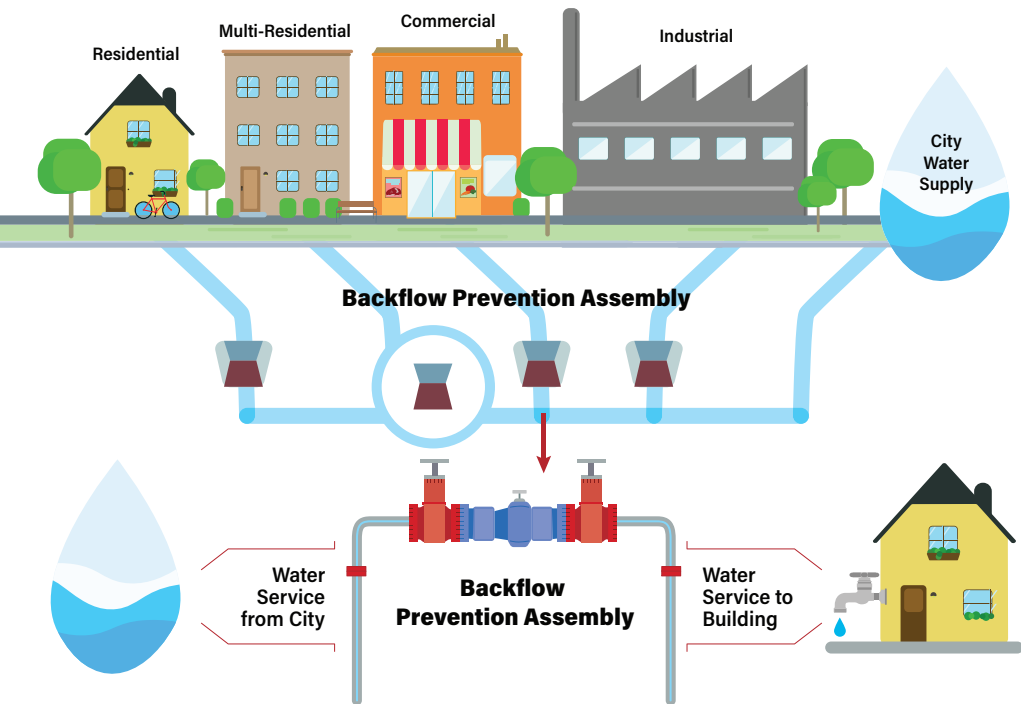 Residential
Multi-Residential
Commercial
Industrial
City
Water
Supply
Backflow Prevention Assembly
Water
Service
from City
Backflow
Prevention Assembly
Water
Service to
Building